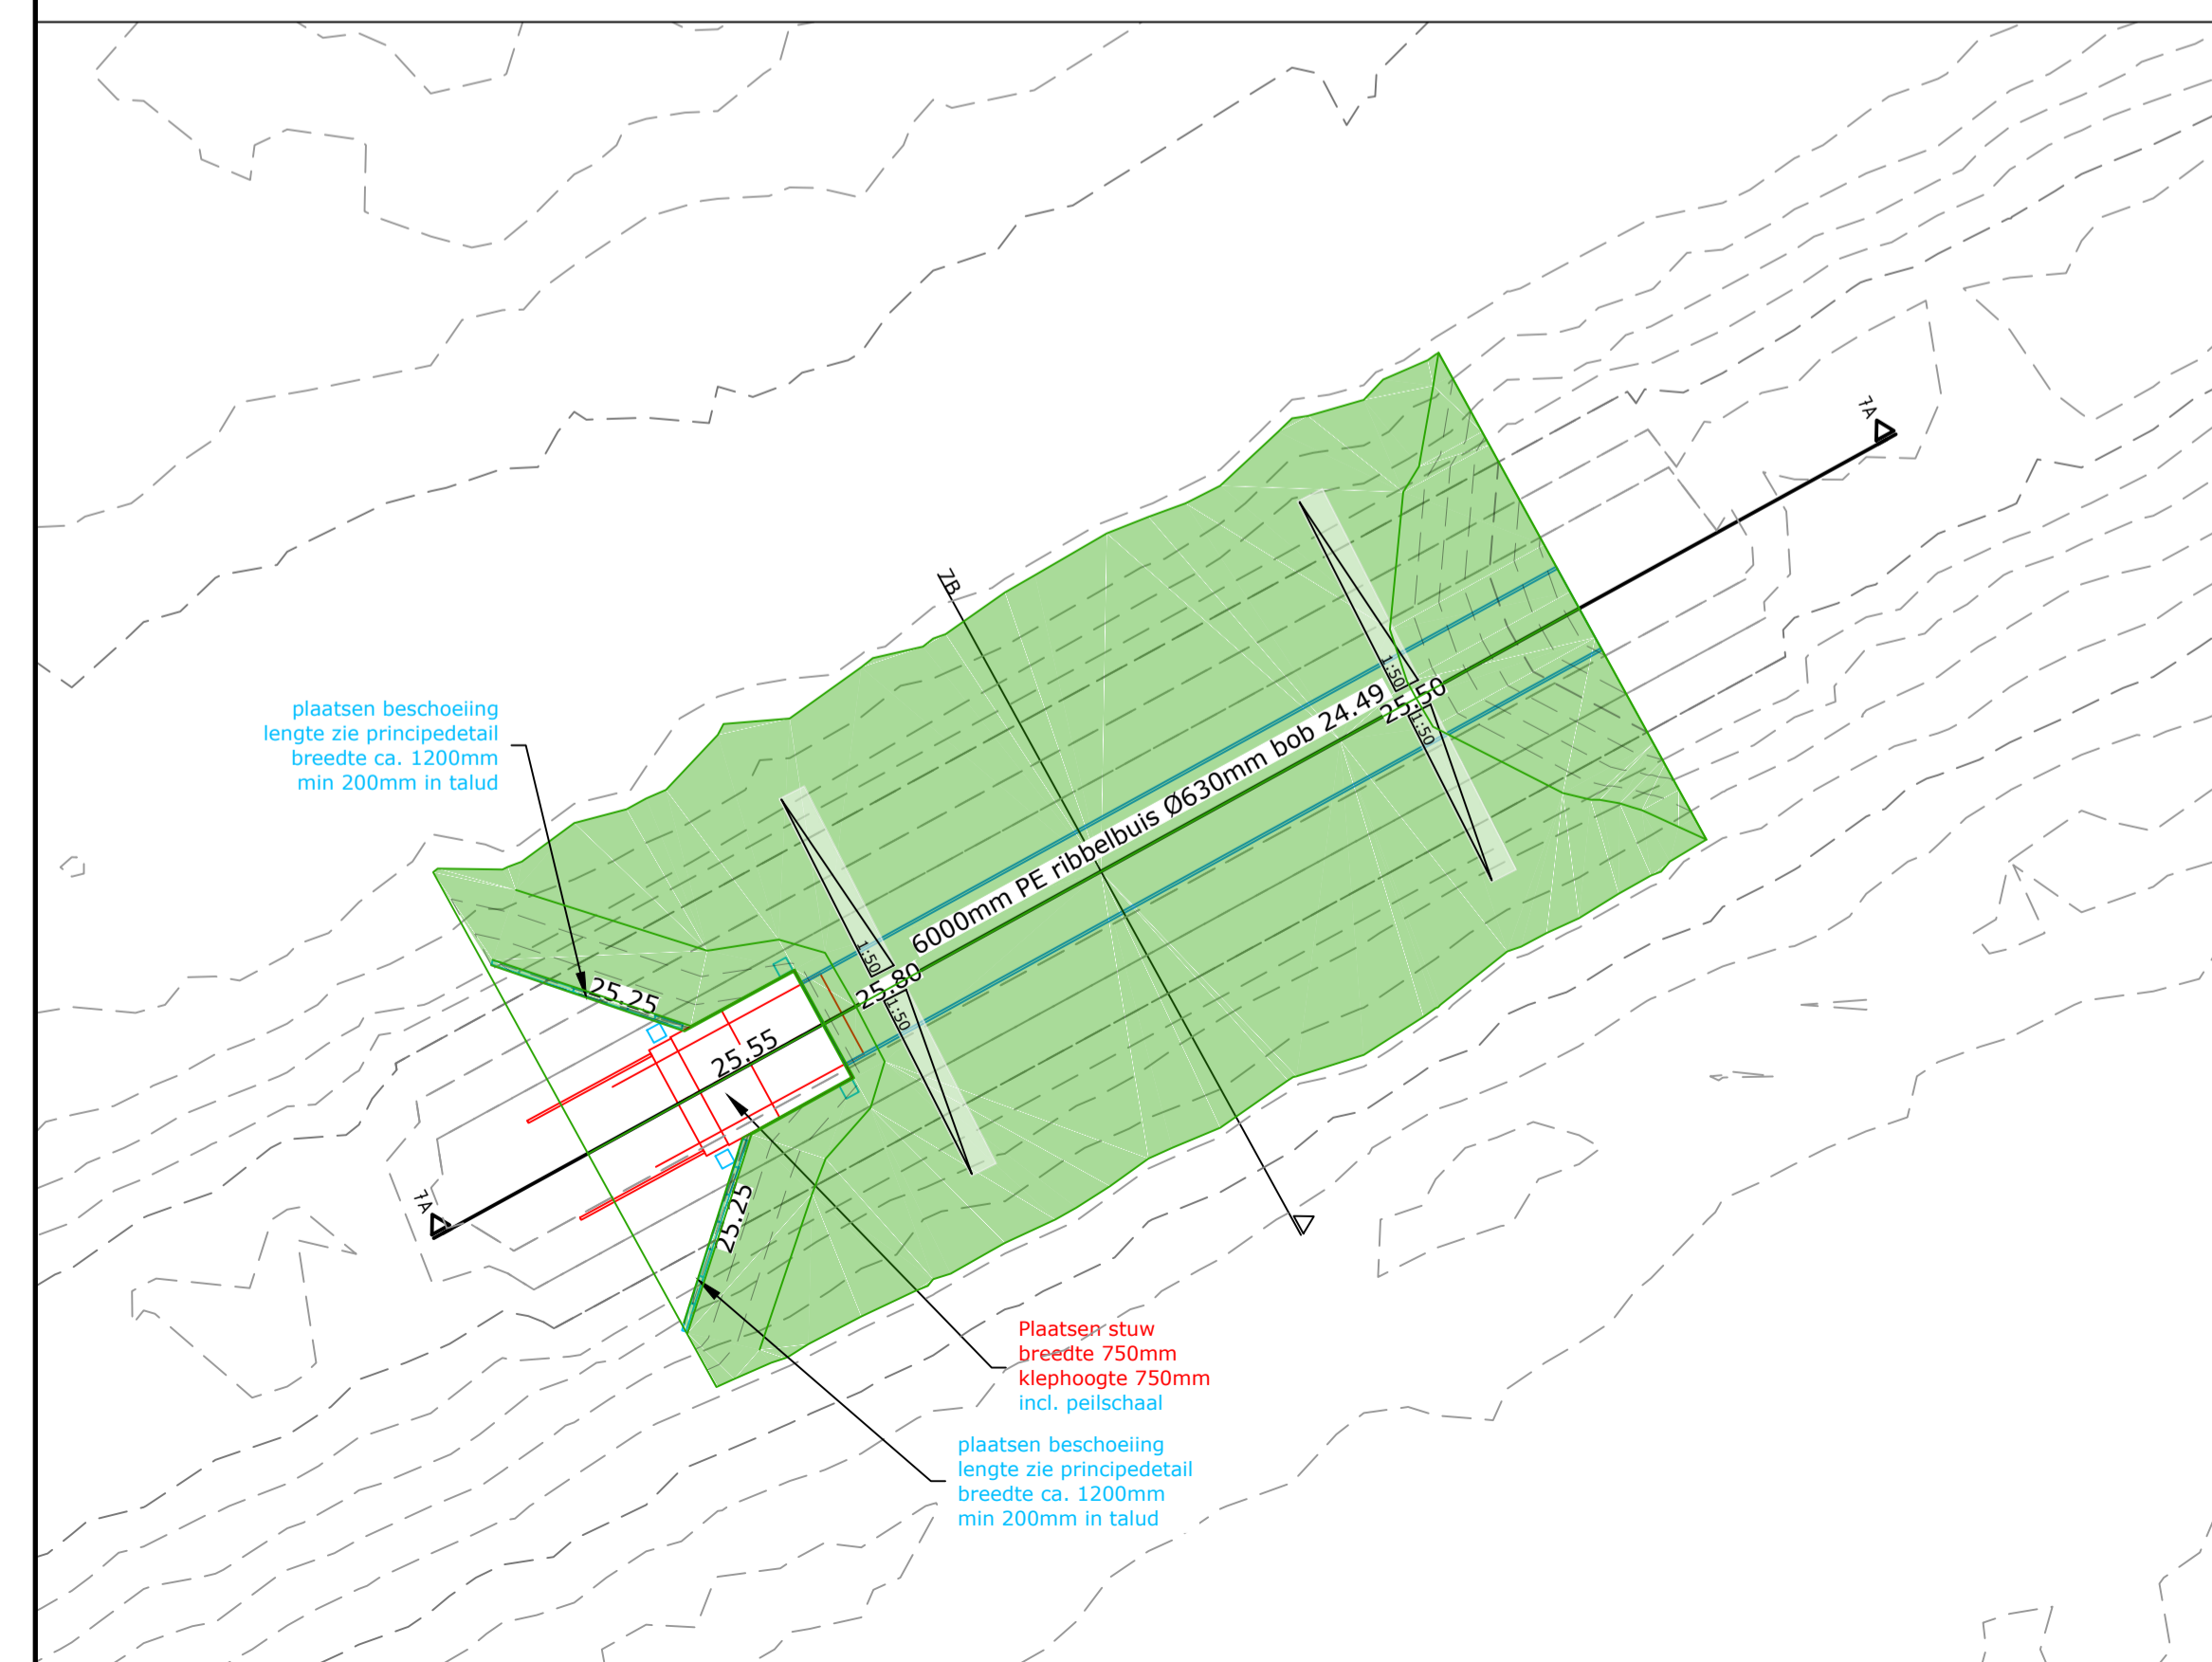 7A
7B
plaatsen beschoeiing
lengte zie principedetail
breedte ca. 1200mm
min 200mm in talud
1:50
25.50
1:50
6000mm PE ribbelbuis Ø630mm bob 24.49
1:50
25.80
1:50
25.25
25.55
7A
25.25
Plaatsen stuw
breedte 750mm
klephoogte 750mm
incl. peilschaal
plaatsen beschoeiing
lengte zie principedetail
breedte ca. 1200mm
min 200mm in talud